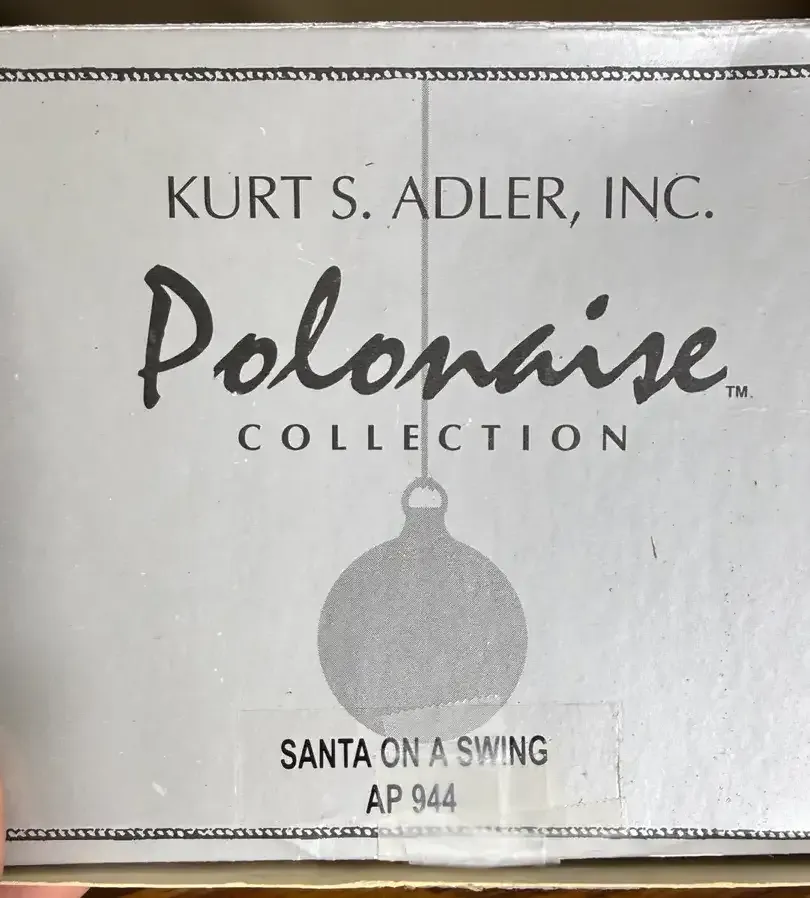 KURT S. ADLER, INC.
Polonaise™
COLLECTION
SANTA ON A SWING
AP 944